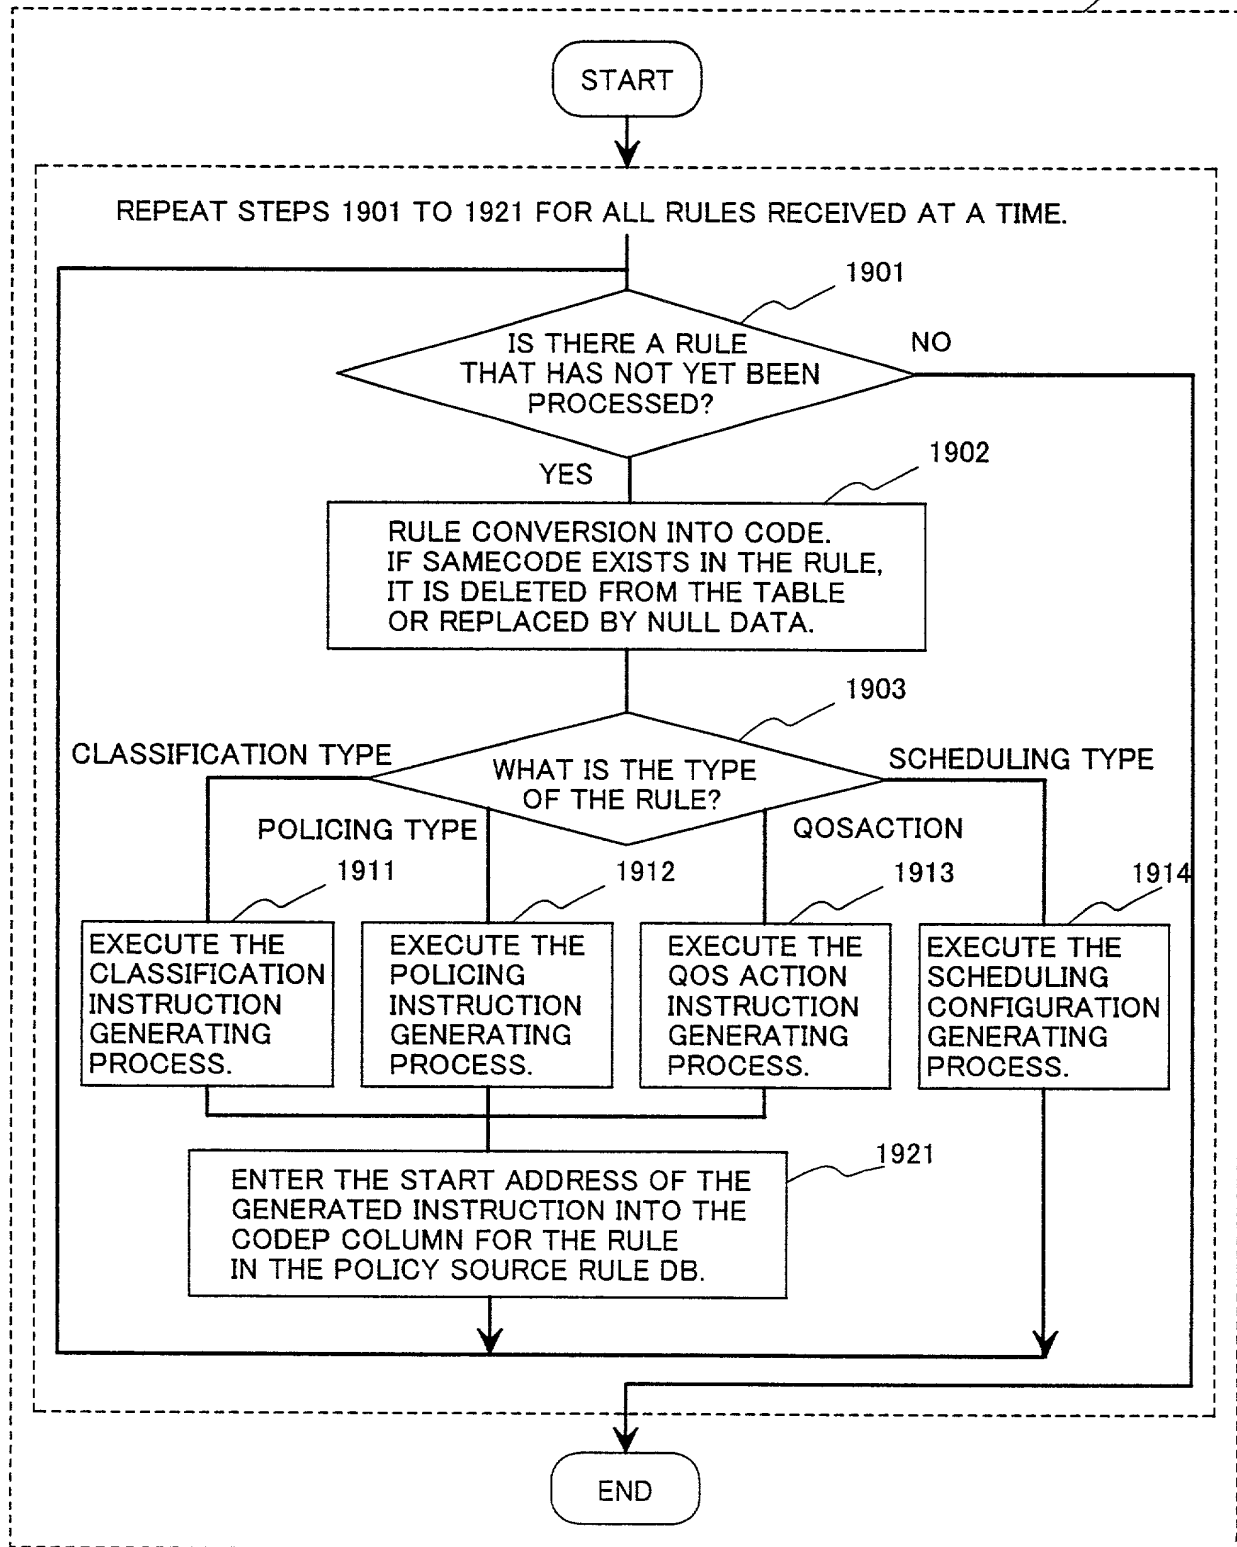 START
REPEAT STEPS 1901 TO 1921 FOR ALL RULES RECEIVED AT A TIME.
1901
IS THERE A RULE
THAT HAS NOT YET BEEN
PROCESSED?
NO
YES
1902
RULE CONVERSION INTO CODE.
IF SAMECODE EXISTS IN THE RULE,
IT IS DELETED FROM THE TABLE
OR REPLACED BY NULL DATA.
1903
CLASSIFICATION TYPE
WHAT IS THE TYPE
OF THE RULE?
SCHEDULING TYPE
POLICING TYPE
QOSACTION
1911
EXECUTE THE
CLASSIFICATION
INSTRUCTION
GENERATING
PROCESS.
1912
EXECUTE THE
POLICING
INSTRUCTION
GENERATING
PROCESS.
1913
EXECUTE THE
QOS ACTION
INSTRUCTION
GENERATING
PROCESS.
1914
EXECUTE THE
SCHEDULING
CONFIGURATION
GENERATING
PROCESS.
1921
ENTER THE START ADDRESS OF THE
GENERATED INSTRUCTION INTO THE
CODEP COLUMN FOR THE RULE
IN THE POLICY SOURCE RULE DB.
END